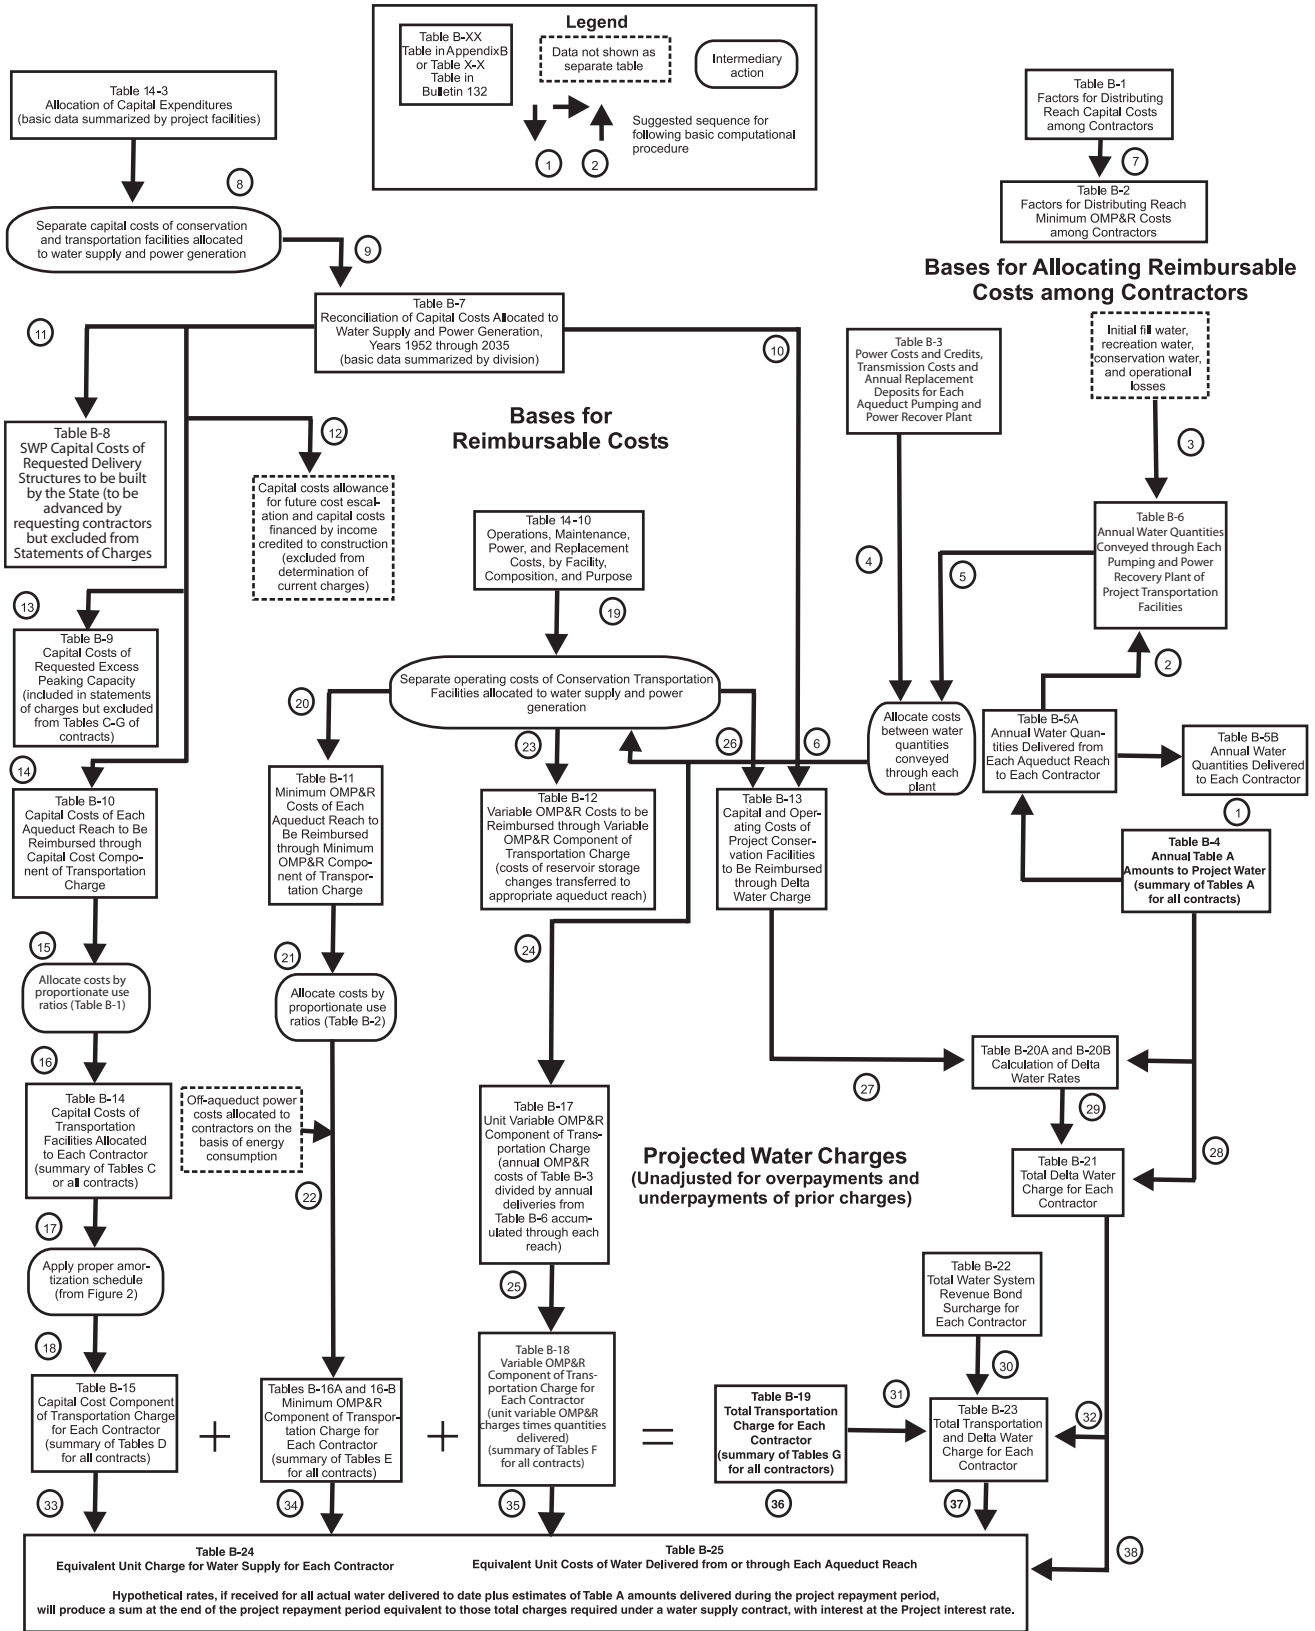 Legend
Table B-XX
Table in Appendix B
or Table X-X
Table in
Bulletin 132
Data not shown as
separate table
Intermediary
action
1
2
Suggested sequence for
following basic computational
procedure
Table 14-3
Allocation of Capital Expenditures
(basic data summarized by project facilities)
8
Separate capital costs of conservation
and transportation facilities allocated
to water supply and power generation
9
Table B-1
Factors for Distributing
Reach Capital Costs
among Contractors
7
Table B-2
Factors for Distributing Reach
Minimum OMP&R Costs
among Contractors
Bases for Allocating Reimbursable
Costs among Contractors
Table B-7
Reconciliation of Capital Costs Allocated to
Water Supply and Power Generation,
Years 1952 through 2035
(basic data summarized by division)
11
10
Table B-3
Power Costs and Credits,
Transmission Costs and
Annual Replacement
Deposits for Each
Aqueduct Pumping and
Power Recover Plant
Initial fill water,
recreation water,
conservation water,
and operational
losses
Bases for
Reimbursable Costs
Table B-8
SWP Capital Costs of
Requested Delivery
Structures to be built
by the State (to be
advanced by
requesting contractors
but excluded from
Statements of Charges
12
Capital costs allowance
for future cost escal-
ation and capital costs
financed by income
credited to construction
(excluded from
determination of
current charges)
3
Table 14-10
Operations, Maintenance,
Power, and Replacement
Costs, by Facility,
Composition, and Purpose
Table B-6
Annual Water Quantities
Conveyed through Each
Pumping and Power
Recovery Plant of
Project Transportation
Facilities
4
5
13
19
Table B-9
Capital Costs of
Requested Excess
Peaking Capacity
(included in statements
of charges but excluded
from Tables C-G of
contracts)
Separate operating costs of Conservation Transportation
Facilities allocated to water supply and power
generation
2
20
23
26
6
Allocate costs
between water
quantities
conveyed
through each
plant
Table B-5A
Annual Water Quan-
tities Delivered from
Each Aqueduct Reach
to Each Contractor
Table B-5B
Annual Water
Quantities Delivered
to Each Contractor
1
14
Table B-10
Capital Costs of Each
Aqueduct Reach to Be
Reimbursed through
Capital Cost Compo-
nent of Transportation
Charge
Table B-11
Minimum OMP&R
Costs of Each
Aqueduct Reach to
Be Reimbursed
through Minimum
OMP&R Compo-
nent of Transpor-
tation Charge
Table B-12
Variable OMP&R Costs to be
Reimbursed through Variable
OMP&R Component of
Transportation Charge
(costs of reservoir storage
changes transferred to
appropriate aqueduct reach)
Table B-13
Capital and Oper-
ating Costs of
Project Conser-
vation Facilities
to Be Reimbursed
through Delta
Water Charge
Table B-4
Annual Table A
Amounts to Project Water
(summary of Tables A
for all contracts)
15
21
24
Allocate costs by
proportionate use
ratios (Table B-1)
Allocate costs by
proportionate use
ratios (Table B-2)
16
27
Table B-20A and B-20B
Calculation of Delta
Water Rates
29
28
Table B-14
Capital Costs of
Transportation
Facilities Allocated
to Each Contractor
(summary of Tables C
or all contracts)
Off-aqueduct power
costs allocated to
contractors on the
basis of energy
consumption
22
Table B-17
Unit Variable OMP&R
Component of Trans-
portation Charge
(annual OMP&R
costs of Table B-3
divided by annual
deliveries from
Table B-6 accum-
ulated through each
reach)
Projected Water Charges
(Unadjusted for overpayments and
underpayments of prior charges)
Table B-21
Total Delta Water
Charge for Each
Contractor
17
Apply proper amor-
tization schedule
(from Figure 2)
25
Table B-22
Total Water System
Revenue Bond
Surcharge for
Each Contractor
18
30
Table B-15
Capital Cost Component
of Transportation Charge
for Each Contractor
(summary of Tables D
for all contracts)
+
Tables B-16A and 16-B
Minimum OMP&R
Component of Transpor-
tation Charge for
Each Contractor
(summary of Tables E
for all contracts)
+
Table B-18
Variable OMP&R
Component of Trans-
portation Charge for
Each Contractor
(unit variable OMP&R
charges times quantities
delivered)
(summary of Tables F
for all contracts)
=
Table B-19
Total Transportation
Charge for Each
Contractor
(summary of Tables G
for all contractors)
31
Table B-23
Total Transportation
and Delta Water
Charge for Each
Contractor
32
33
34
35
36
37
38
Table B-24
Equivalent Unit Charge for Water Supply for Each Contractor
Table B-25
Equivalent Unit Costs of Water Delivered from or through Each Aqueduct Reach
Hypothetical rates, if received for all actual water delivered to date plus estimates of Table A amounts delivered during the project repayment period,
will produce a sum at the end of the project repayment period equivalent to those total charges required under a water supply contract, with interest at the Project interest rate.